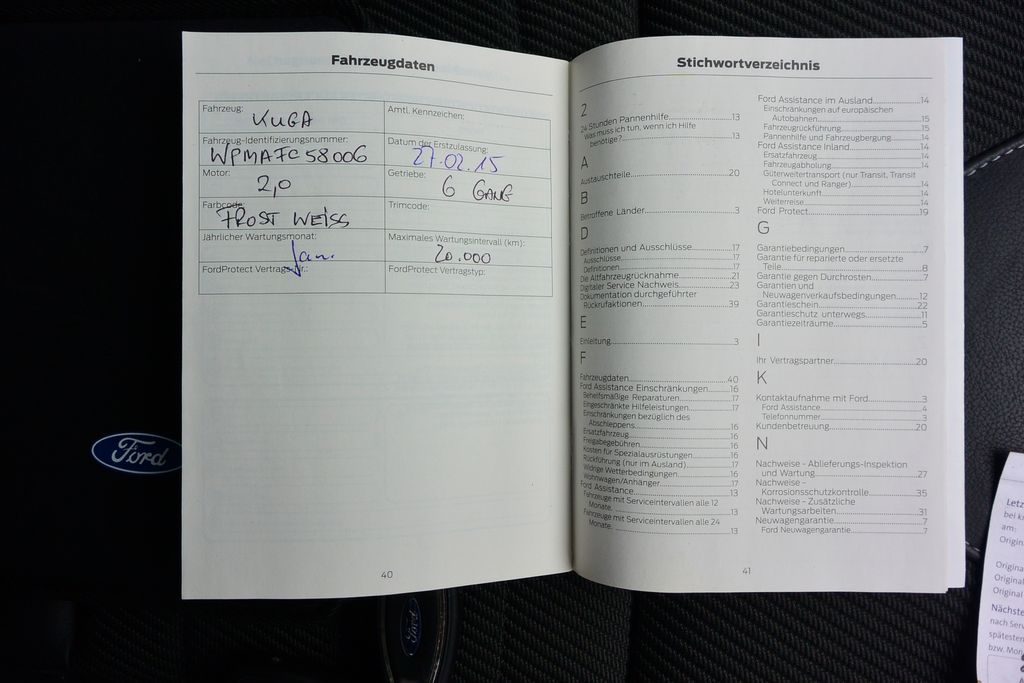 Fahrzeugdaten
Fahrzeug: KUGA
Amtl. Kennzeichen:
Fahrzeug-Identifizierungsnummer: WPMAFC58006
Datum der Erstzulassung: 27.02.15
Motor: 2,0
Getriebe: 6 GANG
Farbcode: FROST WEISS
Trimcode:
Jährlicher Wartungsmonat: Jan.
Maximales Wartungsintervall (km): 20.000
FordProtect Vertrags-Nr.:
FordProtect Vertragstyp:
40
Ford
Ford
Stichwortverzeichnis
2
24 Stunden Pannenhilfe 13
Was muss ich tun, wenn ich Hilfe
benötige? 13
A
Austauschteile 20
B
Betroffene Länder 3
D
Definitionen und Ausschlüsse 17
Ausschlüsse 17
Definitionen 17
Die Altfahrzeugrücknahme 21
Digitaler Service Nachweis 23
Dokumentation durchgeführter
Rückrufaktionen 39
E
Einleitung 3
F
Fahrzeugdaten 40
Ford Assistance Einschränkungen 16
Behelfsmäßige Reparaturen 17
Eingeschränkte Hilfeleistungen 17
Einschränkungen bezüglich des
Abschleppens 16
Ersatzfahrzeug 16
Freigabegebühren 16
Kosten für Spezialausrüstungen 16
Rückführung (nur im Ausland) 17
Widrige Wetterbedingungen 16
Wohnwagen/Anhänger 17
Ford Assistance 13
Fahrzeuge mit Serviceintervallen alle 12
Monate 13
Fahrzeuge mit Serviceintervallen alle 24
Monate 13
Ford Assistance im Ausland 14
Einschränkungen auf europäischen
Autobahnen 15
Fahrzeugrückführung 15
Pannenhilfe und Fahrzeugbergung 14
Ford Assistance Inland 14
Ersatzfahrzeug 14
Fahrzeugabholung 14
Güterweitertransport (nur Transit, Transit
Connect und Ranger) 14
Hotelunterkunft 14
Weiterreise 14
Ford Protect 19
G
Garantiebedingungen 7
Garantie für reparierte oder ersetzte
Teile 8
Garantie gegen Durchrosten 7
Garantien und
Neuwagenverkaufsbedingungen 12
Garantieschein 22
Garantieschutz unterwegs 11
Garantiezeiträume 5
I
Ihr Vertragspartner 20
K
Kontaktaufnahme mit Ford 3
Ford Assistance 4
Telefonnummer 3
Kundenbetreuung 20
N
Nachweise - Ablieferungs-Inspektion
und Wartung 27
Nachweise –
Korrosionsschutzkontrolle 35
Nachweise – Zusätzliche
Wartungsarbeiten 31
Neuwagengarantie 7
Ford Neuwagengarantie 7
41
am:
Origina
Original
Original
Nächste
nach Serv
bzw. Mon